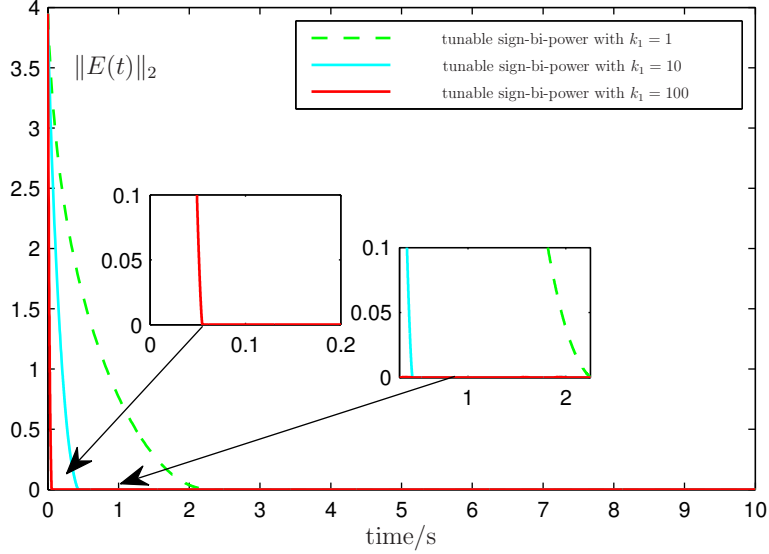 4
3.5
3
2.5
2
1.5
1
0.5
0
‖E(t)‖₂
tunable sign-bi-power with k₁ = 1
tunable sign-bi-power with k₁ = 10
tunable sign-bi-power with k₁ = 100
0.1
0.05
0
0 0.1 0.2
0.1
0.05
0
1 2
0 1 2 3 4 5 6 7 8 9 10
time/s